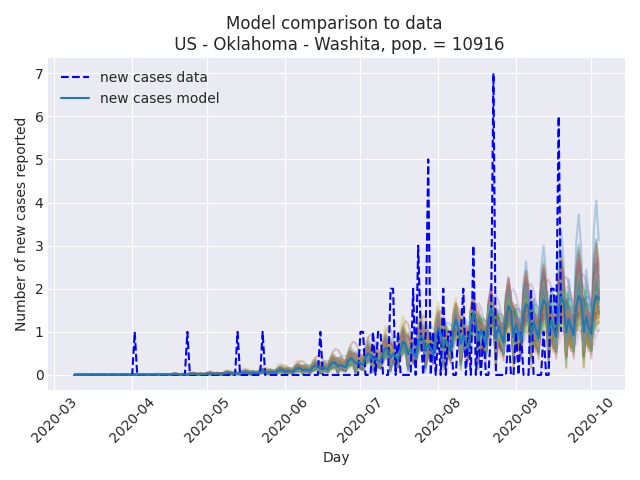 Model comparison to data
US - Oklahoma - Washita, pop. = 10916
new cases data
new cases model
Number of new cases reported
7
6
5
4
3
2
1
0
2020-03
2020-04
2020-05
2020-06
2020-07
2020-08
2020-09
2020-10
Day